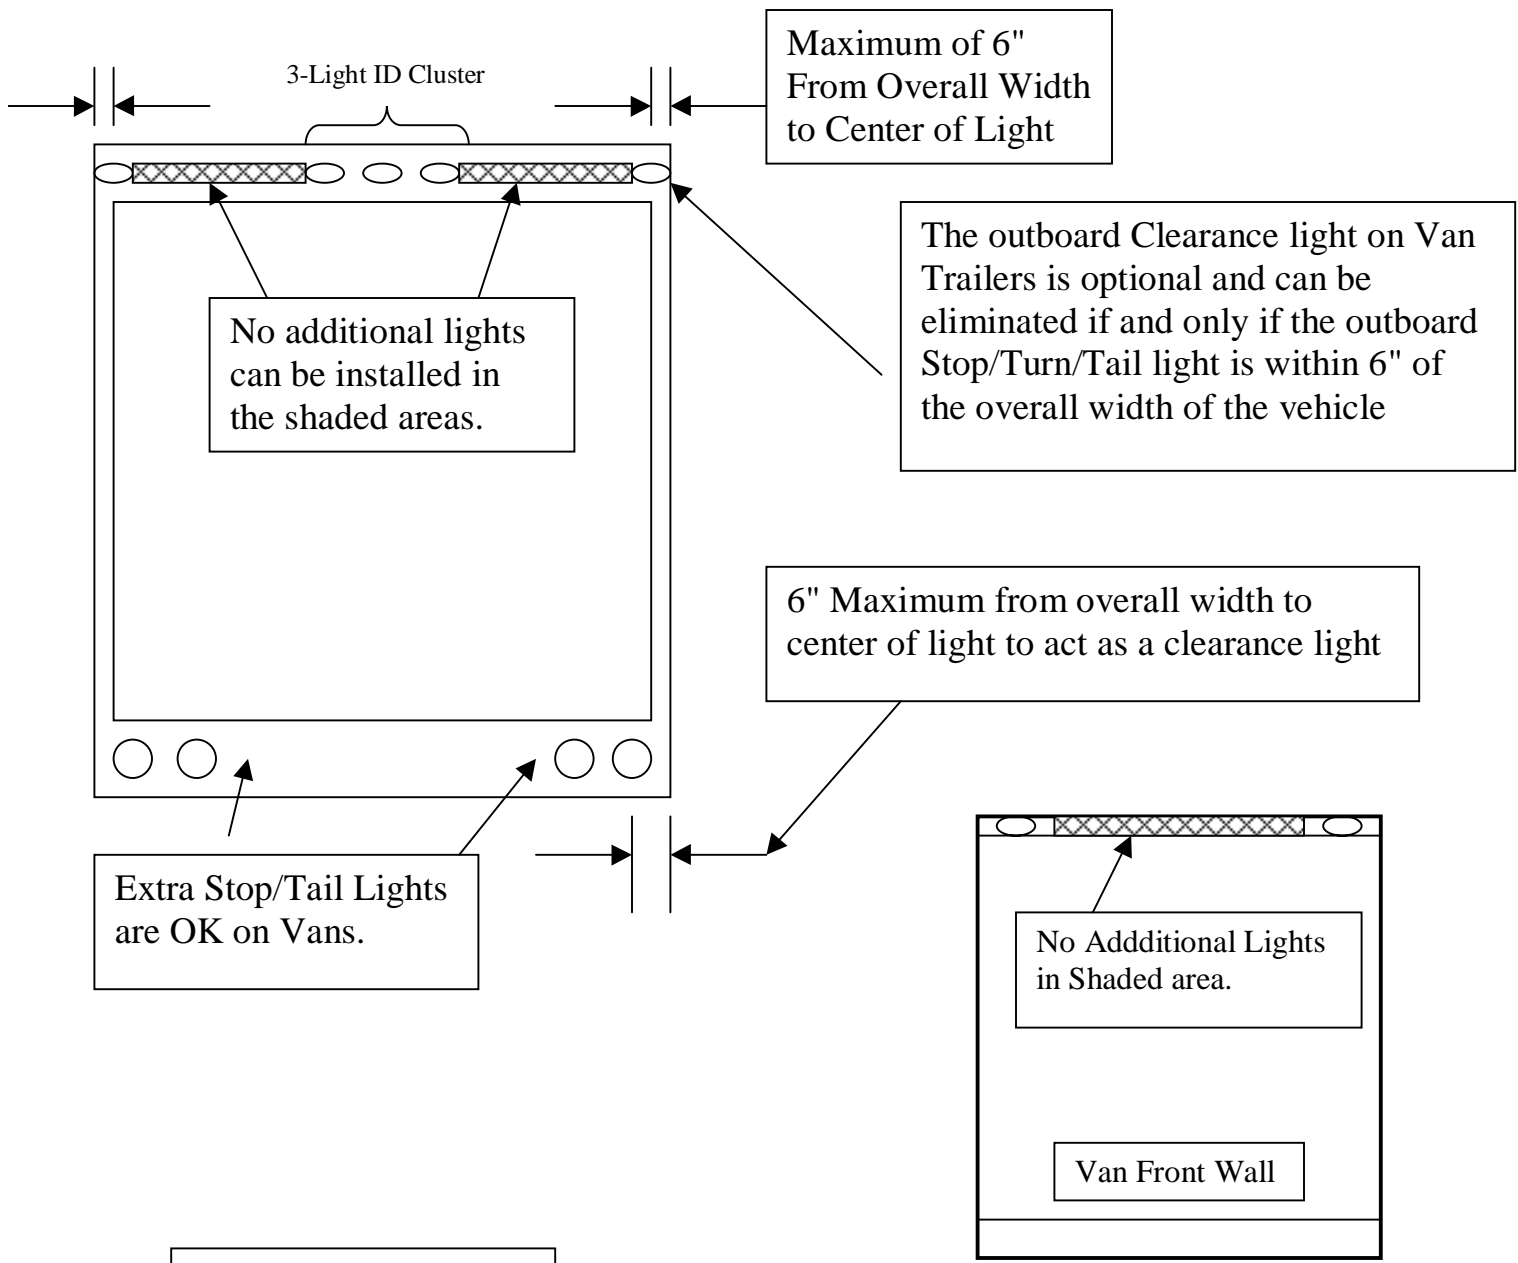 Maximum of 6"
From Overall Width
to Center of Light
3-Light ID Cluster
The outboard Clearance light on Van
Trailers is optional and can be
eliminated if and only if the outboard
Stop/Turn/Tail light is within 6" of
the overall width of the vehicle
No additional lights
can be installed in
the shaded areas.
6" Maximum from overall width to
center of light to act as a clearance light
Extra Stop/Tail Lights
are OK on Vans.
No Addditional Lights
in Shaded area.
Van Front Wall